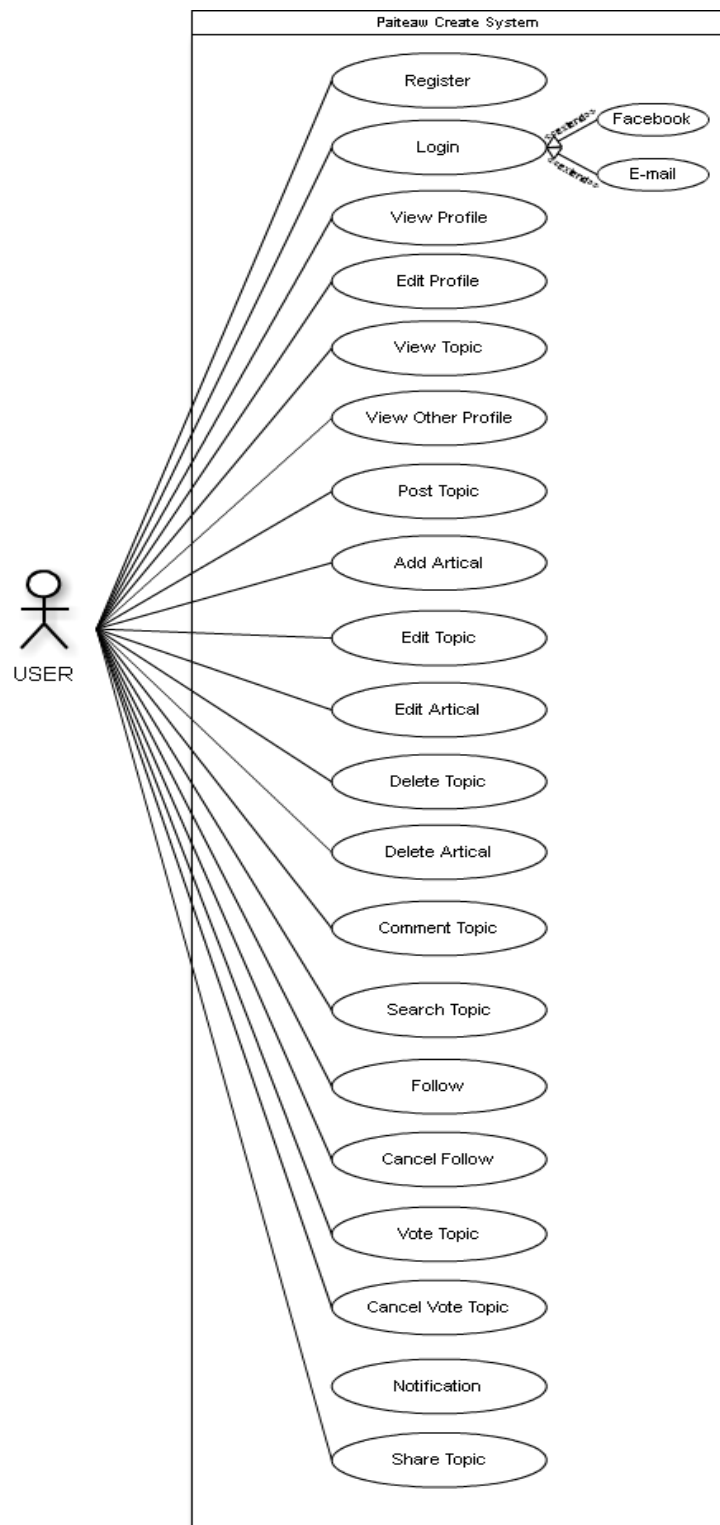 Paiteaw Create System
Register
Login
<<extend>>
Facebook
<<extend>>
E-mail
View Profile
Edit Profile
View Topic
View Other Profile
Post Topic
Add Artical
Edit Topic
USER
Edit Artical
Delete Topic
Delete Artical
Comment Topic
Search Topic
Follow
Cancel Follow
Vote Topic
Cancel Vote Topic
Notification
Share Topic